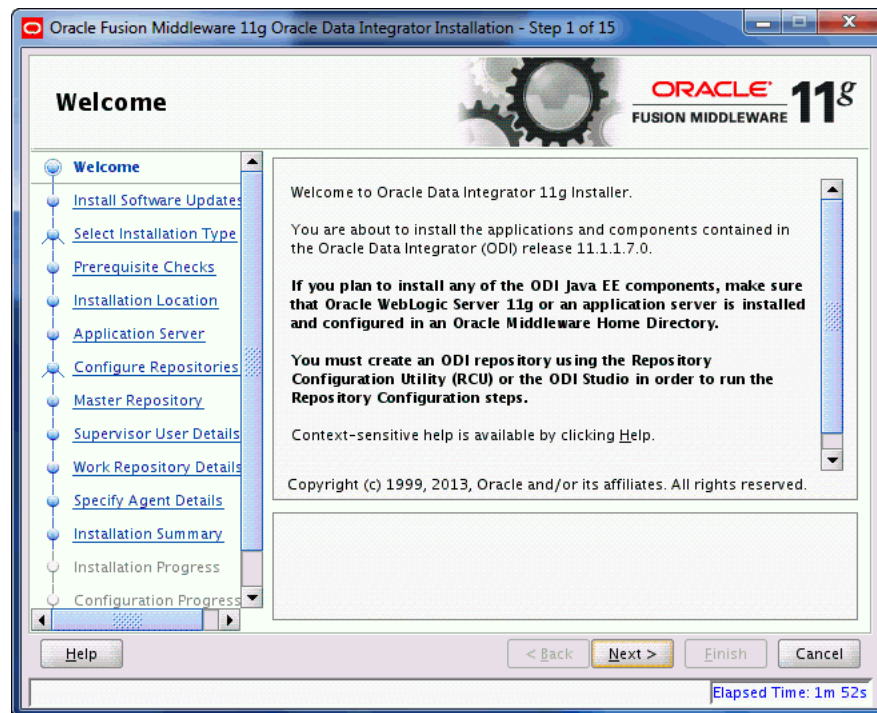 Oracle Fusion Middleware 11g Oracle Data Integrator Installation - Step 1 of 15
Welcome
ORACLE
FUSION MIDDLEWARE
11g
Welcome
Install Software Updates
Select Installation Type
Prerequisite Checks
Installation Location
Application Server
Configure Repositories
Master Repository
Supervisor User Details
Work Repository Details
Specify Agent Details
Installation Summary
Installation Progress
Configuration Progress
Welcome to Oracle Data Integrator 11g Installer.
You are about to install the applications and components contained in
the Oracle Data Integrator (ODI) release 11.1.1.7.0.
If you plan to install any of the ODI Java EE components, make sure
that Oracle WebLogic Server 11g or an application server is installed
and configured in an Oracle Middleware Home Directory.
You must create an ODI repository using the Repository
Configuration Utility (RCU) or the ODI Studio in order to run the
Repository Configuration steps.
Context-sensitive help is available by clicking Help.
Copyright (c) 1999, 2013, Oracle and/or its affiliates. All rights reserved.
Help
< Back
Next >
Finish
Cancel
Elapsed Time: 1m 52s